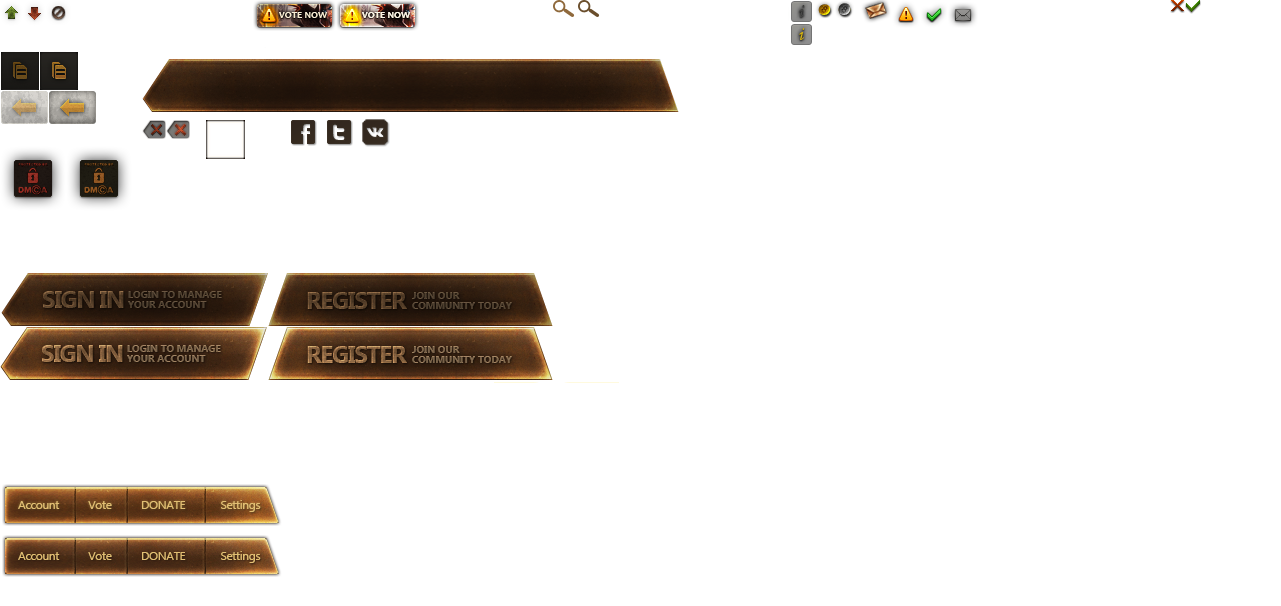 VOTE NOW
VOTE NOW
DMCA
DMCA
SIGN IN
LOGIN TO MANAGE
YOUR ACCOUNT
REGISTER
JOIN OUR
COMMUNITY TODAY
SIGN IN
LOGIN TO MANAGE
YOUR ACCOUNT
REGISTER
JOIN OUR
COMMUNITY TODAY
Account Vote DONATE Settings
Account Vote DONATE Settings